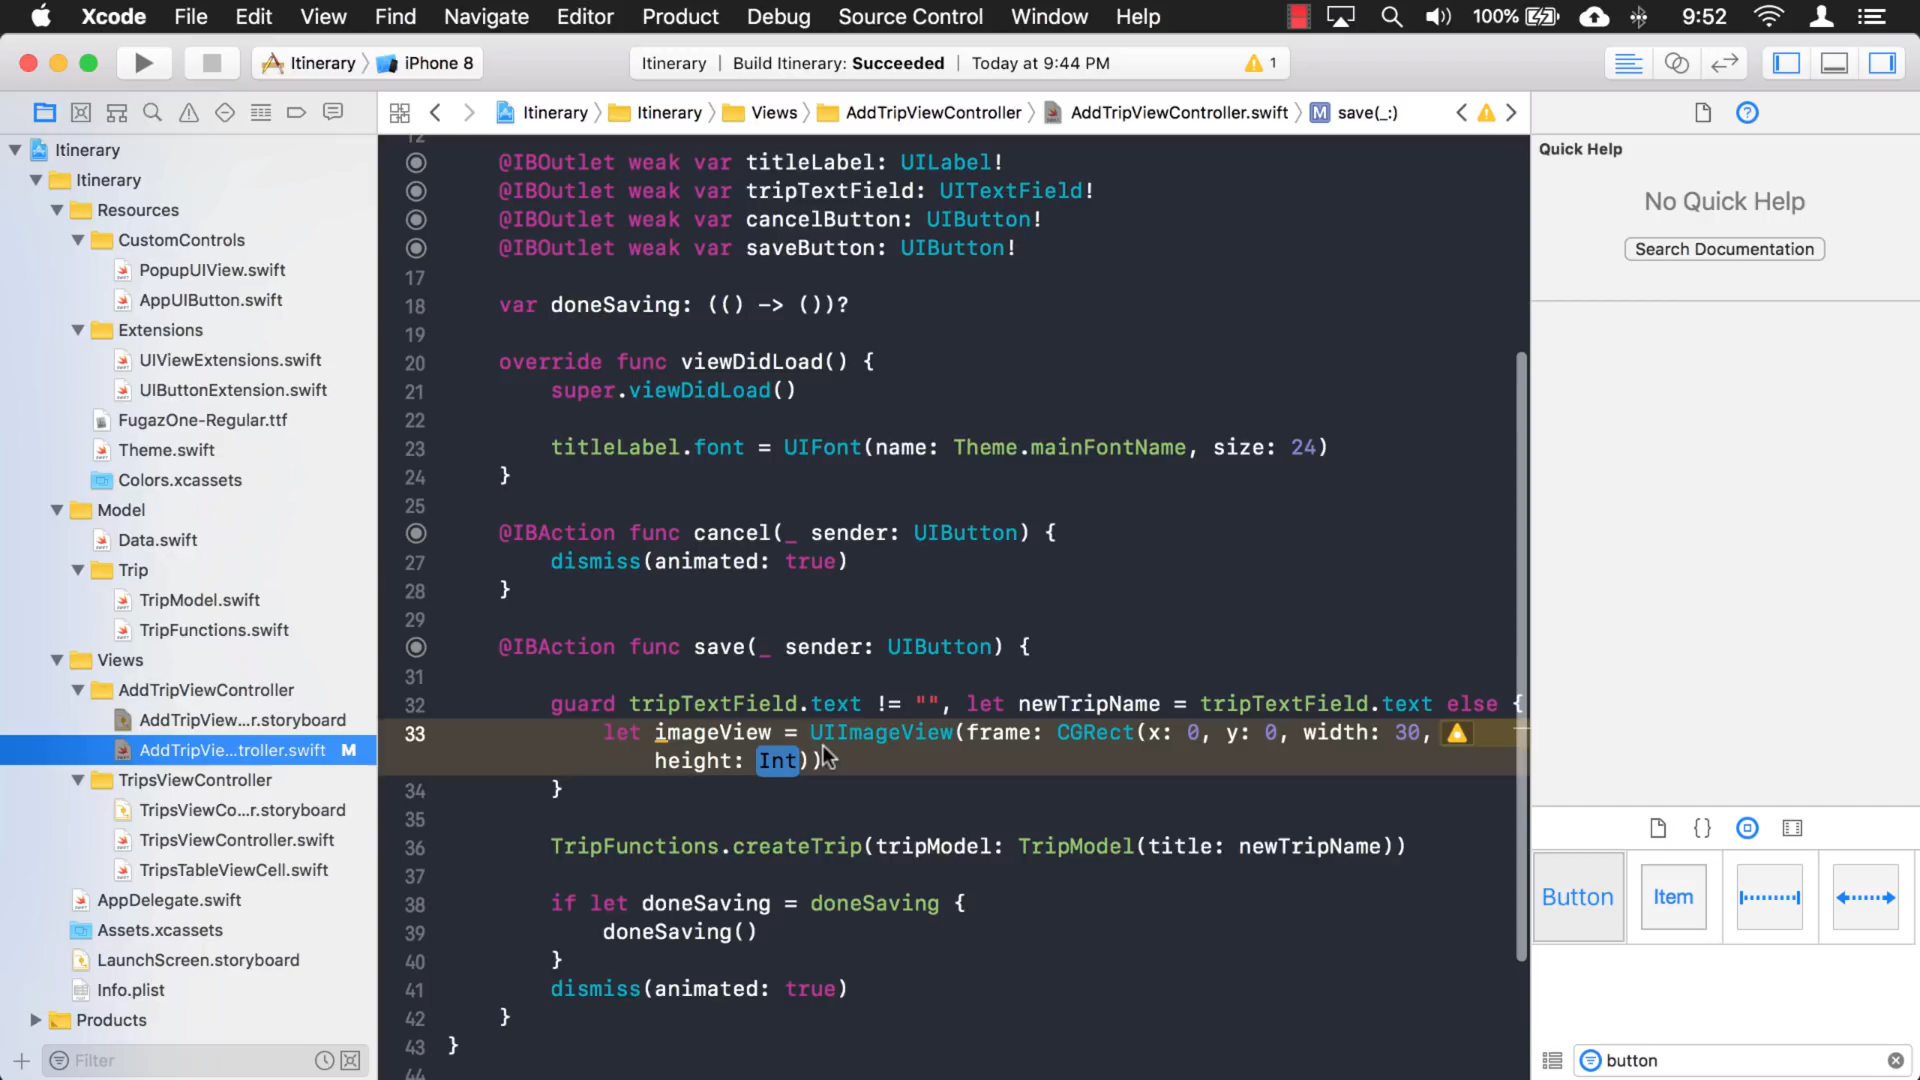 Xcode File Edit View Find Navigate Editor Product Debug Source Control Window Help 100% 9:52
Itinerary iPhone 8 Itinerary | Build Itinerary: Succeeded | Today at 9:44 PM 1
Itinerary Itinerary Views AddTripViewController AddTripViewController.swift M save(_:)
Itinerary
Itinerary
Resources
CustomControls
PopupUIView.swift
AppUIButton.swift
Extensions
UIViewExtensions.swift
UIButtonExtension.swift
FugazOne-Regular.ttf
Theme.swift
Colors.xcassets
Model
Data.swift
Trip
TripModel.swift
TripFunctions.swift
Views
AddTripViewController
AddTripView...r.storyboard
AddTripVie...troller.swift M
TripsViewController
TripsViewCo...r.storyboard
TripsViewController.swift
TripsTableViewCell.swift
AppDelegate.swift
Assets.xcassets
LaunchScreen.storyboard
Info.plist
Products
Filter
12
@IBOutlet weak var titleLabel: UILabel!
@IBOutlet weak var tripTextField: UITextField!
@IBOutlet weak var cancelButton: UIButton!
@IBOutlet weak var saveButton: UIButton!
17
18 var doneSaving: (() -> ())?
19
20 override func viewDidLoad() {
21 super.viewDidLoad()
22
23 titleLabel.font = UIFont(name: Theme.mainFontName, size: 24)
24 }
25
@IBAction func cancel(_ sender: UIButton) {
27 dismiss(animated: true)
28 }
29
@IBAction func save(_ sender: UIButton) {
31
32 guard tripTextField.text != "", let newTripName = tripTextField.text else {
33 let imageView = UIImageView(frame: CGRect(x: 0, y: 0, width: 30,
height: Int))
34 }
35
36 TripFunctions.createTrip(tripModel: TripModel(title: newTripName))
37
38 if let doneSaving = doneSaving {
39 doneSaving()
40 }
41 dismiss(animated: true)
42 }
43 }
44
Quick Help
No Quick Help
Search Documentation
{}
Button Item
button